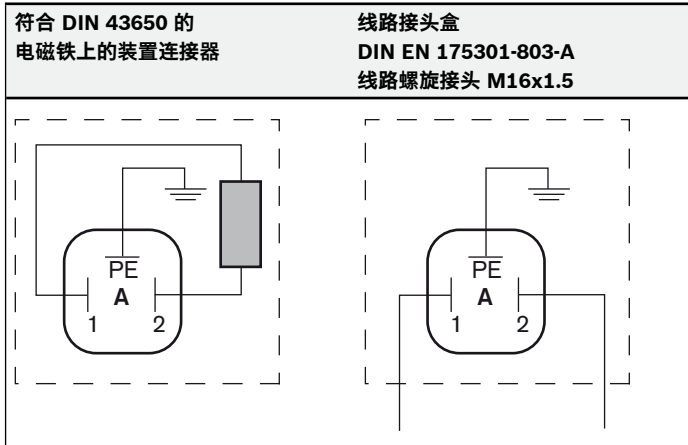 符合 DIN 43650 的
电磁铁上的装置连接器
线路接头盒
DIN EN 175301-803-A
线路螺旋接头 M16x1.5
PE
A
1 2
PE
A
1 2